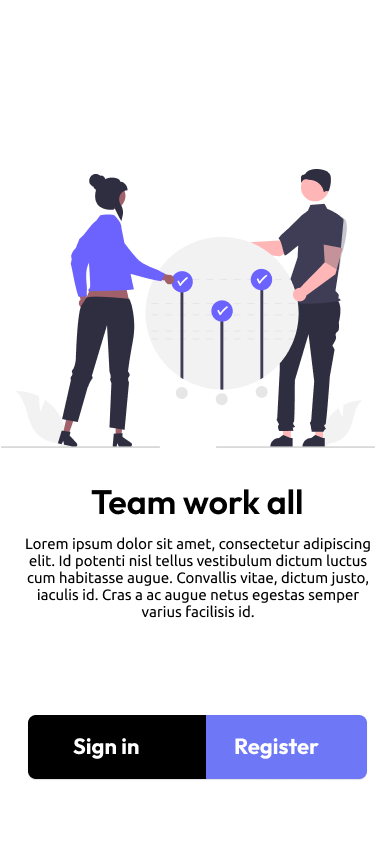 Team work all
Lorem ipsum dolor sit amet, consectetur adipiscing
elit. Id potenti nisl tellus vestibulum dictum luctus
cum habitasse augue. Convallis vitae, dictum justo,
iaculis id. Cras a ac augue netus egestas semper
varius facilisis id.
Sign in
Register